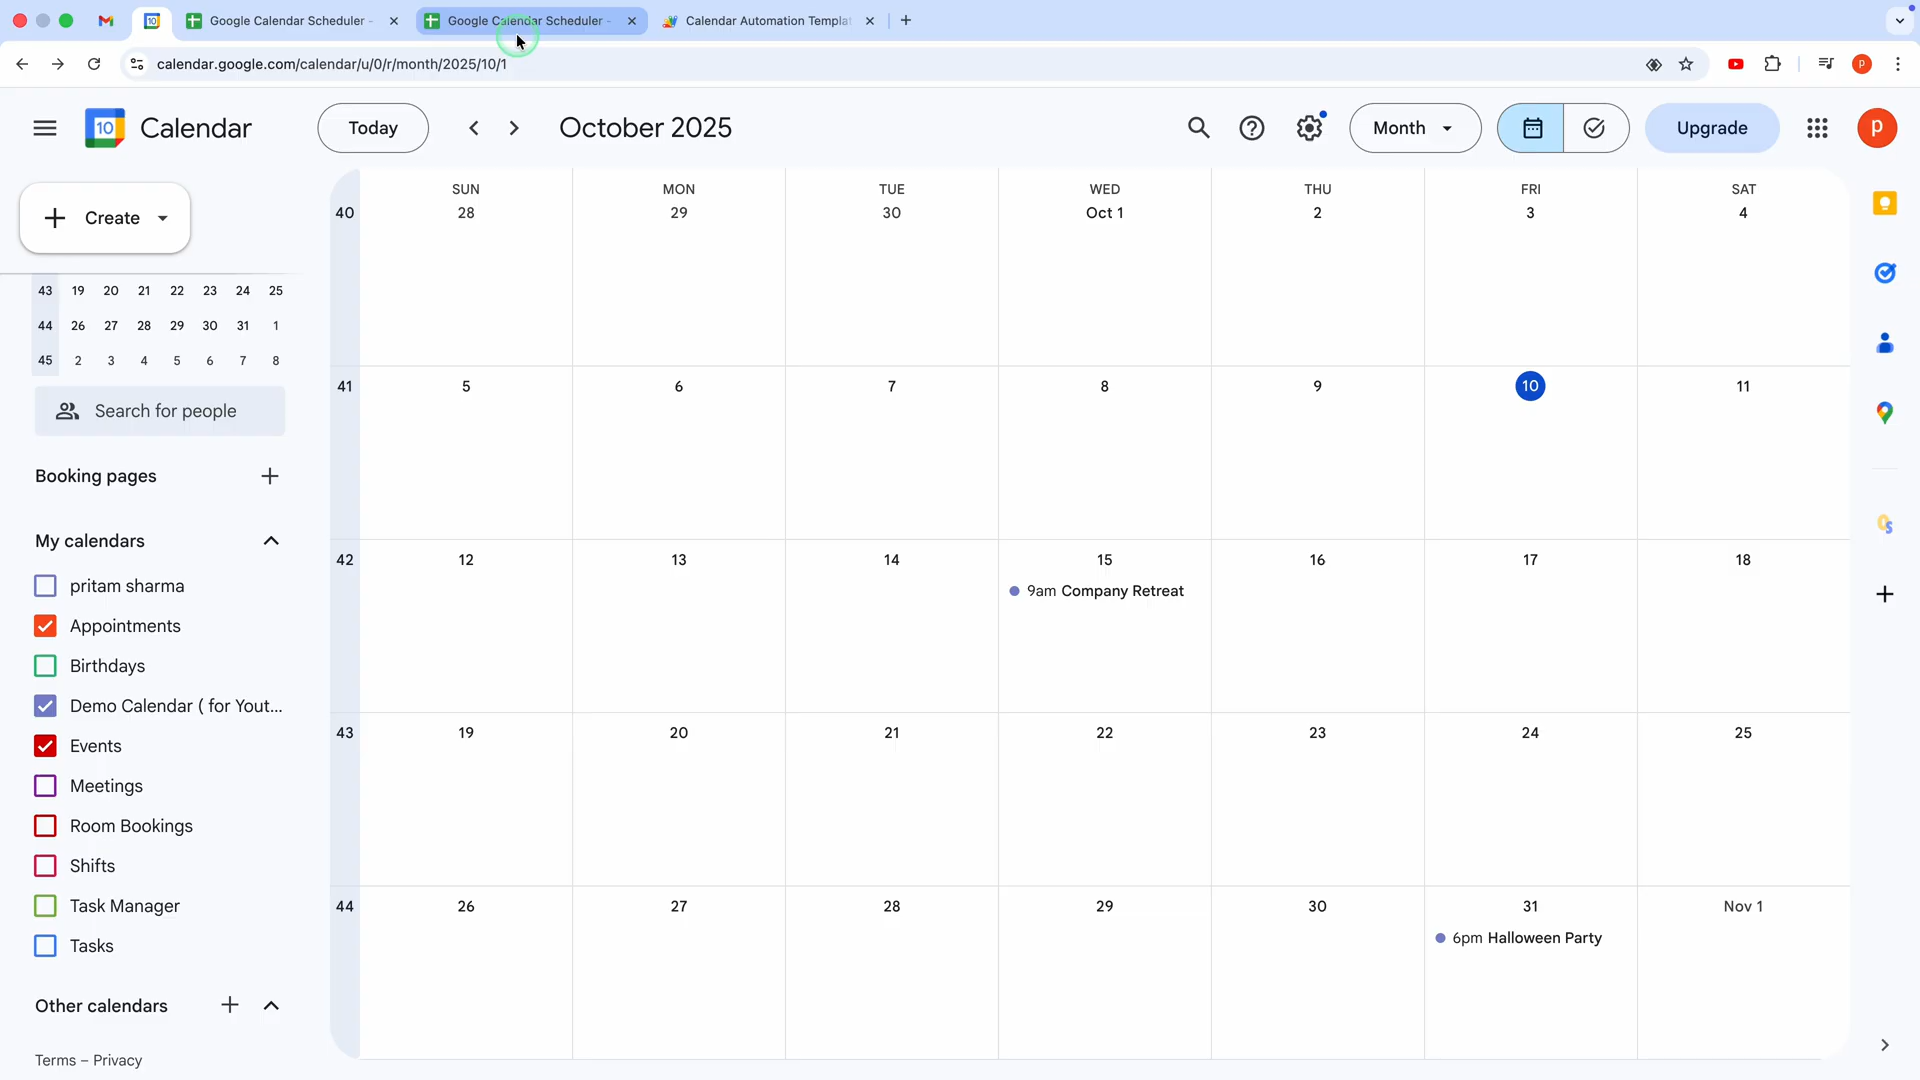 10
Google Calendar Scheduler -
Google Calendar Scheduler -
Calendar Automation Templat
calendar.google.com/calendar/u/0/r/month/2025/10/1
P
10
Calendar
Today
October 2025
Month
Upgrade
p
Create
43 19 20 21 22 23 24 25
44 26 27 28 29 30 31 1
45 2 3 4 5 6 7 8
Search for people
Booking pages
My calendars
pritam sharma
Appointments
Birthdays
Demo Calendar ( for Yout...
Events
Meetings
Room Bookings
Shifts
Task Manager
Tasks
Other calendars
Terms – Privacy
SUN MON TUE WED THU FRI SAT
40 28 29 30 Oct 1 2 3 4
41 5 6 7 8 9 10 11
42 12 13 14 15 16 17 18
9am Company Retreat
43 19 20 21 22 23 24 25
44 26 27 28 29 30 31 Nov 1
6pm Halloween Party